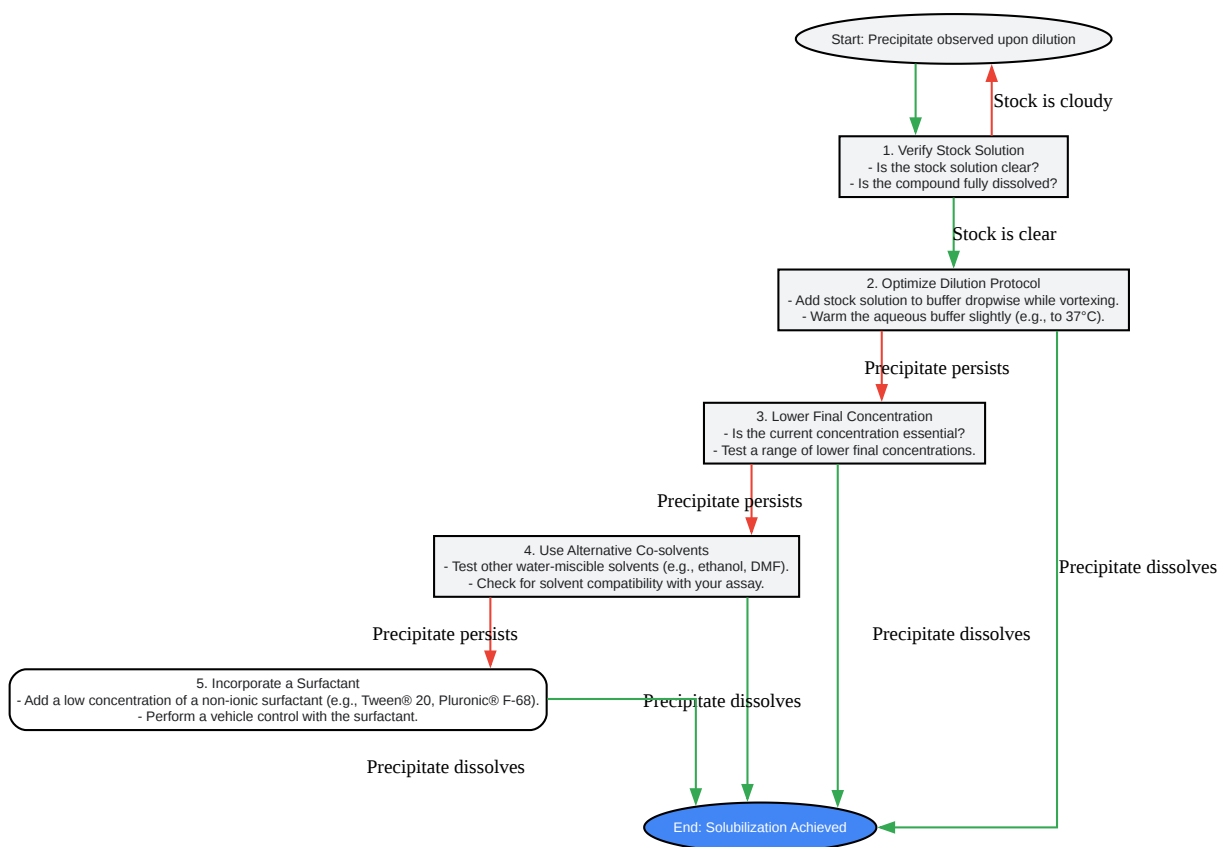 Start: Precipitate observed upon dilution
Stock is cloudy
1. Verify Stock Solution
- Is the stock solution clear?
- Is the compound fully dissolved?
Stock is clear
2. Optimize Dilution Protocol
- Add stock solution to buffer dropwise while vortexing.
- Warm the aqueous buffer slightly (e.g., to 37°C).
Precipitate persists
3. Lower Final Concentration
- Is the current concentration essential?
- Test a range of lower final concentrations.
Precipitate persists
4. Use Alternative Co-solvents
- Test other water-miscible solvents (e.g., ethanol, DMF).
- Check for solvent compatibility with your assay.
Precipitate dissolves
Precipitate persists
Precipitate dissolves
5. Incorporate a Surfactant
- Add a low concentration of a non-ionic surfactant (e.g., Tween® 20, Pluronic® F-68).
- Perform a vehicle control with the surfactant.
Precipitate dissolves
Precipitate dissolves
End: Solubilization Achieved